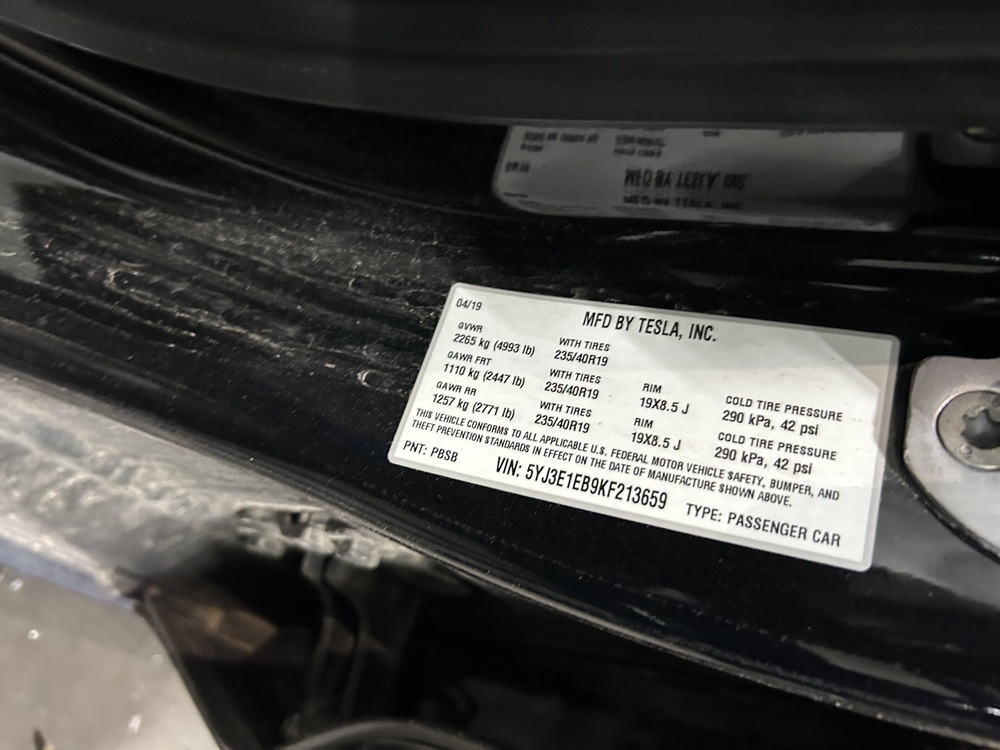 04/19
MFD BY TESLA, INC.
GVWR
2265 kg (4993 lb)
WITH TIRES
235/40R19
GAWR FRT
1110 kg (2447 lb)
WITH TIRES
235/40R19
RIM
19X8.5 J
COLD TIRE PRESSURE
290 kPa, 42 psi
GAWR RR
1257 kg (2771 lb)
WITH TIRES
235/40R19
RIM
19X8.5 J
COLD TIRE PRESSURE
290 kPa, 42 psi
THIS VEHICLE CONFORMS TO ALL APPLICABLE U.S. FEDERAL MOTOR VEHICLE SAFETY, BUMPER, AND
THEFT PREVENTION STANDARDS IN EFFECT ON THE DATE OF MANUFACTURE SHOWN ABOVE.
PNT: PBSB
VIN: 5YJ3E1EB9KF213659
TYPE: PASSENGER CAR